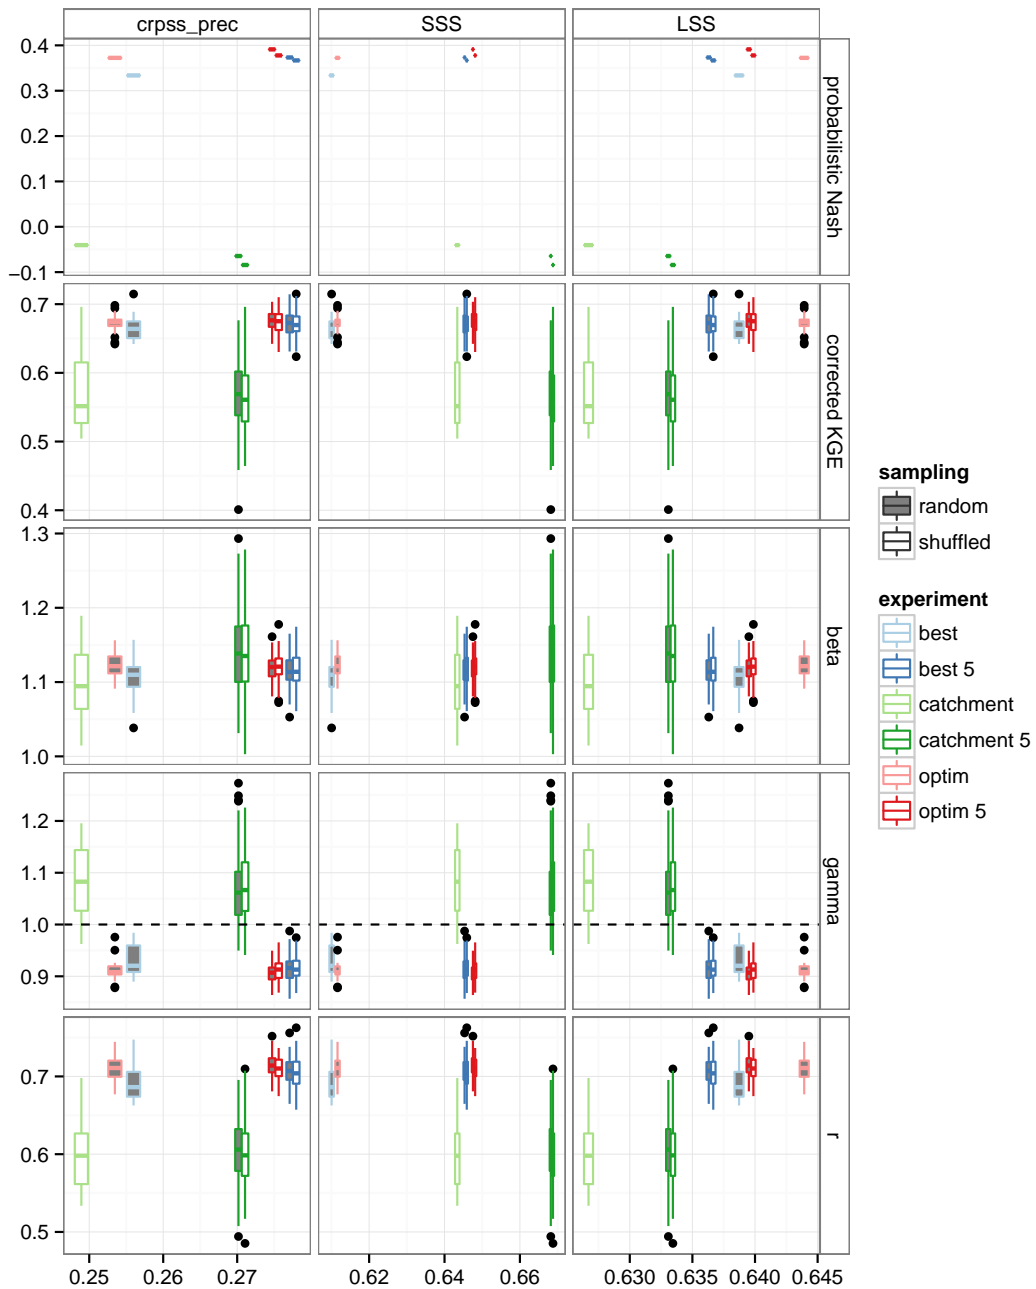 crpss_prec SSS LSS
0.4
0.3
0.2
0.1
0.0
−0.1
probabilistic Nash
0.7
0.6
0.5
0.4
corrected KGE
1.3
1.2
1.1
1.0
beta
1.2
1.1
1.0
0.9
gamma
0.7
0.6
0.5
r
0.25 0.26 0.27 0.62 0.64 0.66 0.630 0.635 0.640 0.645
sampling
random
shuffled
experiment
best
best 5
catchment
catchment 5
optim
optim 5